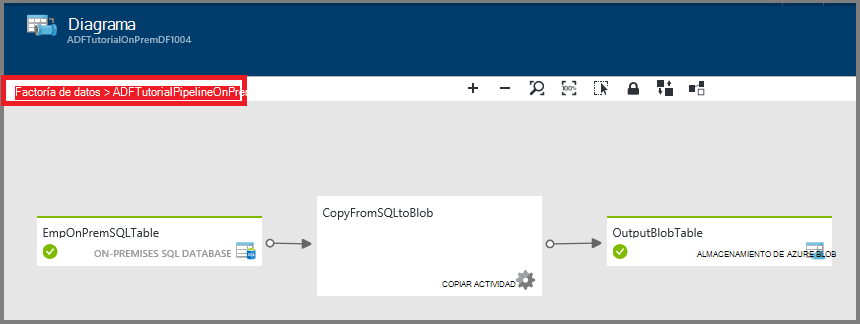 Diagrama
ADFTutorialOnPremDF1004
Factoría de datos > ADFTutorialPipelineOnPrem
100%
CopyFromSQLtoBlob
EmpOnPremSQLTable
OutputBlobTable
ON-PREMISES SQL DATABASE
ALMACENAMIENTO DE AZURE BLOB
COPIAR ACTIVIDAD